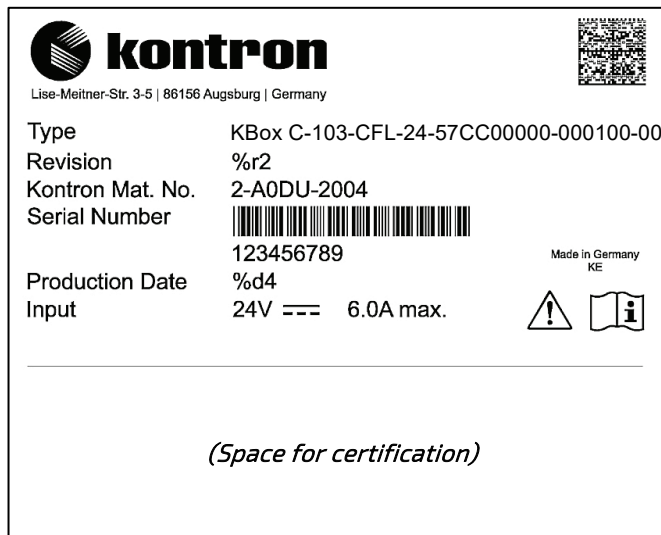 kontron
Lise-Meitner-Str. 3-5 | 86156 Augsburg | Germany
Type KBox C-103-CFL-24-57CC00000-000100-00
Revision %r2
Kontron Mat. No. 2-A0DU-2004
Serial Number
123456789
Made in Germany
KE
Production Date %d4
Input 24V 6.0A max.
(Space for certification)